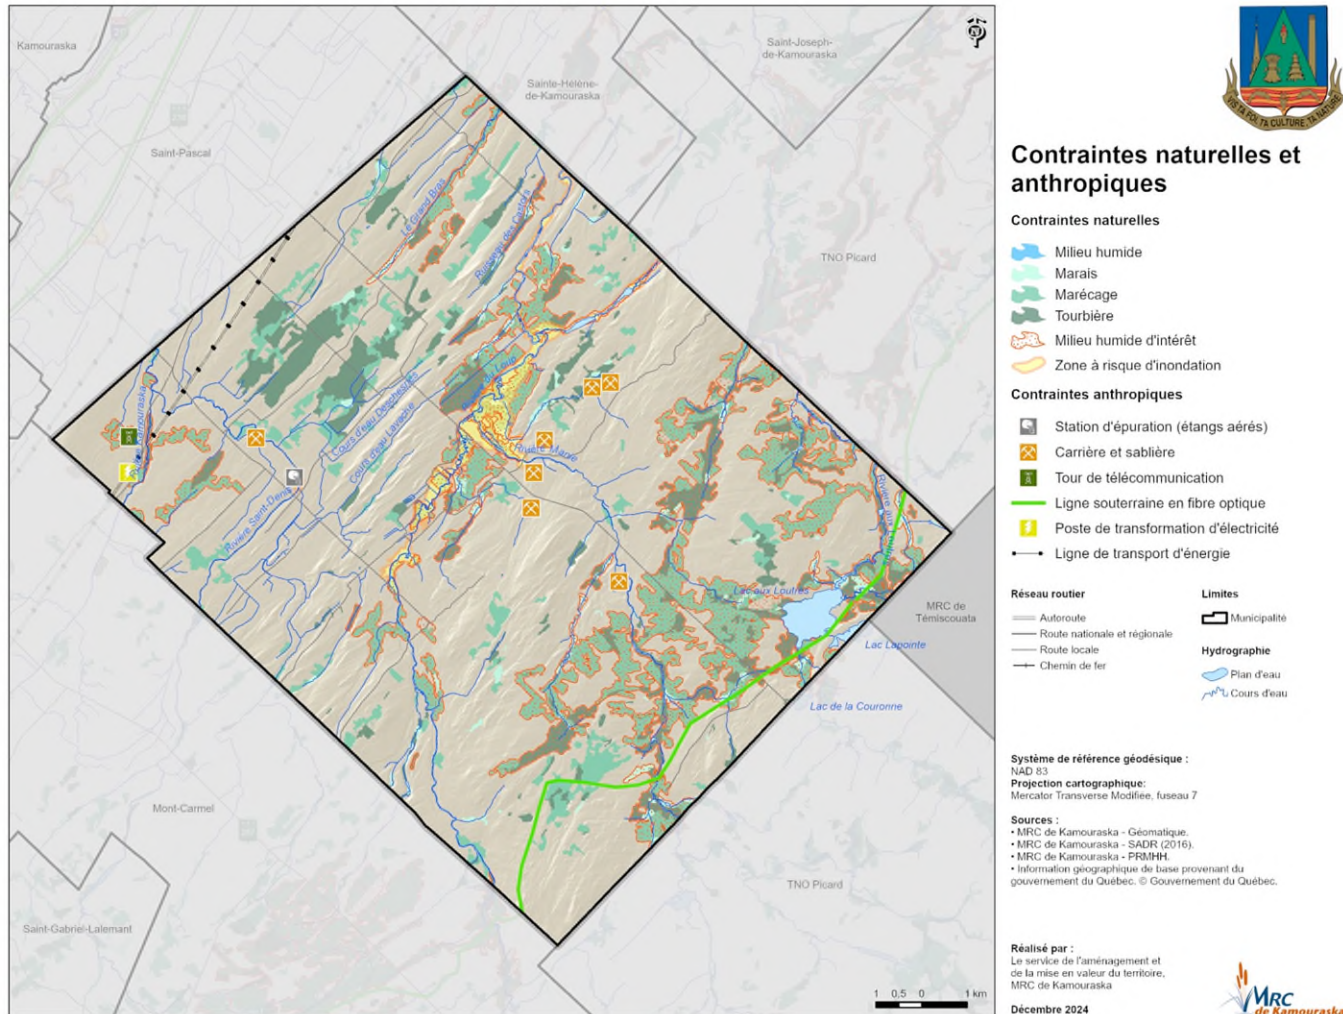 Kamouraska
Saint-Joseph-
de-Kamouraska
Sainte-Hélène-
de-Kamouraska
Saint-Pascal
TNO Picard
Le Grand Bras
Ruisseau des Castors
Cours d'eau Deschesnes
Cours d'eau Lavoie
Rivière Saint-Denis
Rivière Marie
Lac aux Loutres
Lac Lapointe
Lac de la Couronne
MRC de
Témiscouata
Mont-Carmel
TNO Picard
Saint-Gabriel-Lalemant
1 0,5 0 1 km
Contraintes naturelles et
anthropiques
Contraintes naturelles
Milieu humide
Marais
Marécage
Tourbière
Milieu humide d'intérêt
Zone à risque d'inondation
Contraintes anthropiques
Station d'épuration (étangs aérés)
Carrière et sablière
Tour de télécommunication
Ligne souterraine en fibre optique
Poste de transformation d'électricité
Ligne de transport d'énergie
Réseau routier
Autoroute
Route nationale et régionale
Route locale
Chemin de fer
Limites
Municipalité
Hydrographie
Plan d'eau
Cours d'eau
Système de référence géodésique :
NAD 83
Projection cartographique:
Mercator Transverse Modifiée, fuseau 7
Sources :
• MRC de Kamouraska - Géomatique.
• MRC de Kamouraska - SADR (2016).
• MRC de Kamouraska - PRMHH.
• Information géographique de base provenant du
gouvernement du Québec. © Gouvernement du Québec.
Réalisé par :
Le service de l'aménagement et
de la mise en valeur du territoire,
MRC de Kamouraska
Décembre 2024
MRC
de Kamouraska